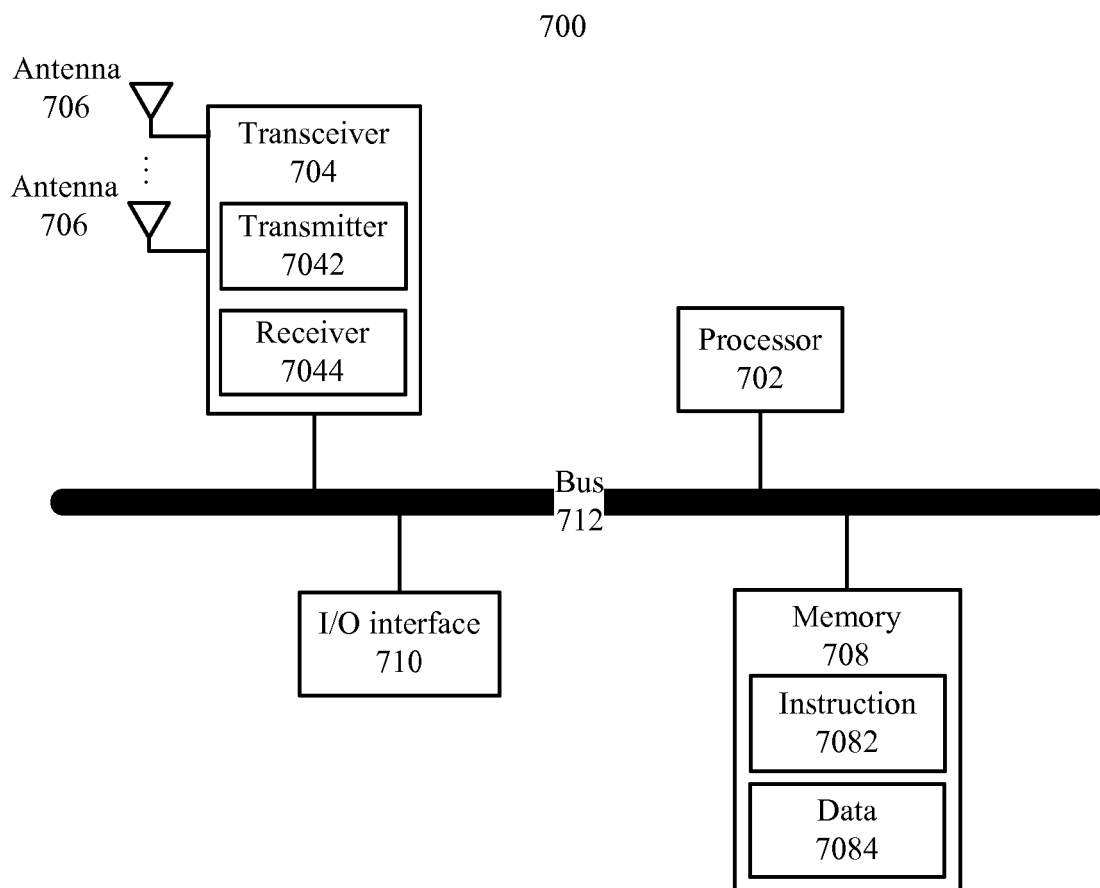 700
Antenna
706
Antenna
706
Transceiver
704
Transmitter
7042
Receiver
7044
Processor
702
Bus
712
I/O interface
710
Memory
708
Instruction
7082
Data
7084